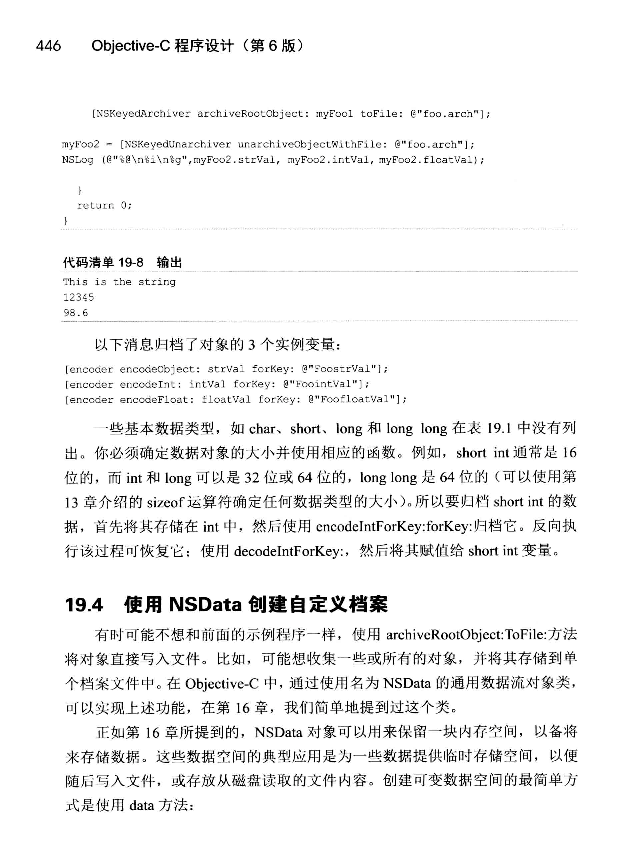 446 Objective-C 程序设计（第 6 版）
[NSKeyedArchiver archiveRootObject: myFoo1 toFile: @"foo.arch"];
myFoo2 = [NSKeyedUnarchiver unarchiveObjectWithFile: @"foo.arch"];
NSLog (@"%@\n%i\n%g",myFoo2.strVal, myFoo2.intVal, myFoo2.floatVal);
}
return 0;
}
代码清单 19-8 输出
This is the string
12345
98.6
以下消息归档了对象的 3 个实例变量：
[encoder encodeObject: strVal forKey: @"FoostrVal"];
[encoder encodeInt: intVal forKey: @"FoointVal"];
[encoder encodeFloat: floatVal forKey: @"FoofloatVal"];
一些基本数据类型，如 char、short、long 和 long long 在表 19.1 中没有列
出。你必须确定数据对象的大小并使用相应的函数。例如，short int 通常是 16
位的，而 int 和 long 可以是 32 位或 64 位的，long long 是 64 位的（可以使用第
13 章介绍的 sizeof 运算符确定任何数据类型的大小）。所以要归档 short int 的数
据，首先将其存储在 int 中，然后使用 encodeIntForKey:forKey:归档它。反向执
行该过程可恢复它：使用 decodeIntForKey:，然后将其赋值给 short int 变量。
19.4 使用 NSData 创建自定义档案
有时可能不想和前面的示例程序一样，使用 archiveRootObject:ToFile:方法
将对象直接写入文件。比如，可能想收集一些或所有的对象，并将其存储到单
个档案文件中。在 Objective-C 中，通过使用名为 NSData 的通用数据流对象类，
可以实现上述功能，在第 16 章，我们简单地提到过这个类。
正如第 16 章所提到的，NSData 对象可以用来保留一块内存空间，以备将
来存储数据。这些数据空间的典型应用是为一些数据提供临时存储空间，以便
随后写入文件，或存放从磁盘读取的文件内容。创建可变数据空间的最简单方
式是使用 data 方法：